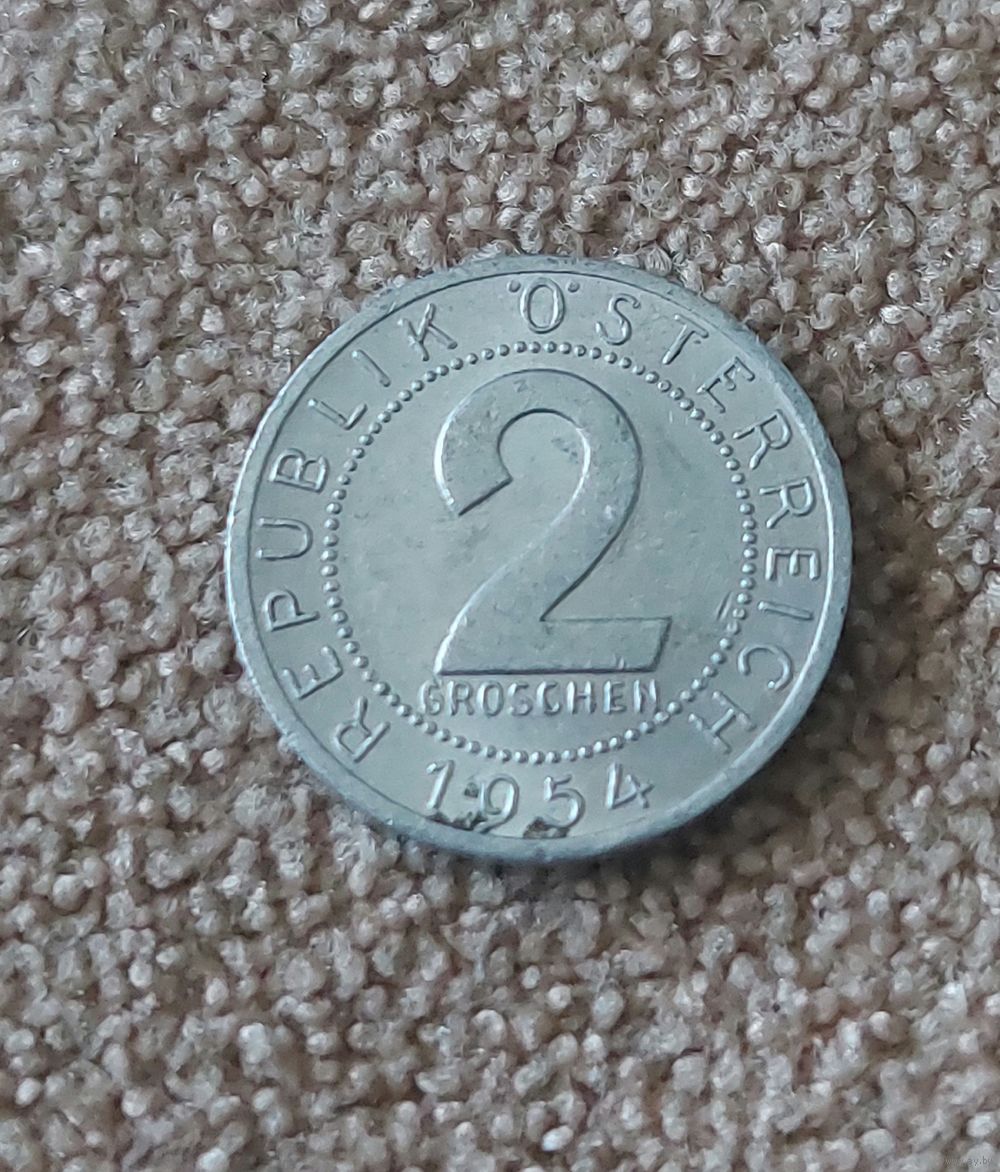 REPUBLIK ÖSTERREICH
2
GROSCHEN
1954